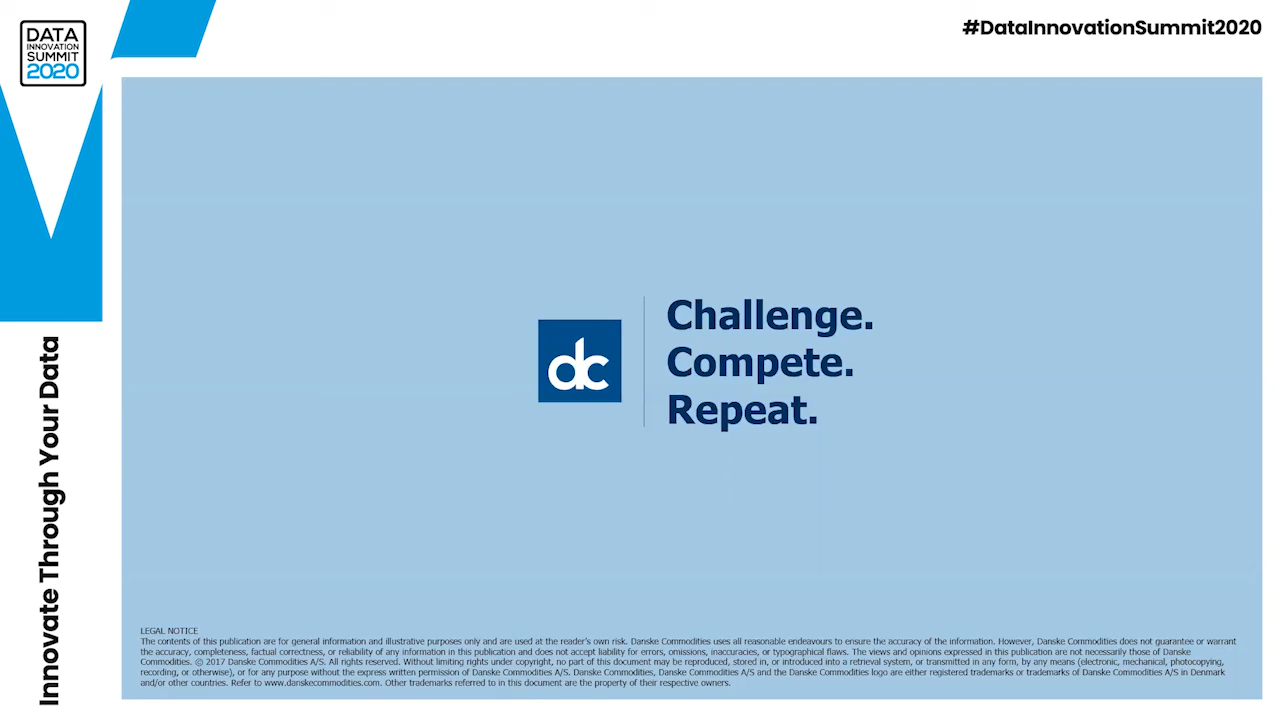 DATA
INNOVATION
SUMMIT
2020
#DataInnovationSummit2020
Innovate Through Your Data
dc
Challenge.
Compete.
Repeat.
LEGAL NOTICE
The contents of this publication are for general information and illustrative purposes only and are used at the reader's own risk. Danske Commodities uses all reasonable endeavours to ensure the accuracy of the information. However, Danske Commodities does not guarantee or warrant
the accuracy, completeness, factual correctness, or reliability of any information in this publication and does not accept liability for errors, omissions, inaccuracies, or typographical flaws. The views and opinions expressed in this publication are not necessarily those of Danske
Commodities. © 2017 Danske Commodities A/S. All rights reserved. Without limiting rights under copyright, no part of this document may be reproduced, stored in, or introduced into a retrieval system, or transmitted in any form, by any means (electronic, mechanical, photocopying,
recording, or otherwise), or for any purpose without the express written permission of Danske Commodities A/S. Danske Commodities, Danske Commodities A/S and the Danske Commodities logo are either registered trademarks or trademarks of Danske Commodities A/S in Denmark
and/or other countries. Refer to www.danskecommodities.com. Other trademarks referred to in this document are the property of their respective owners.